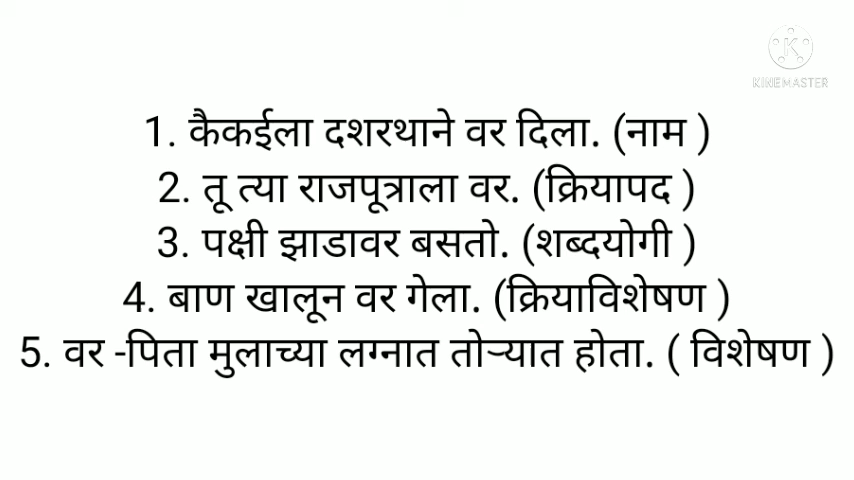 KINEMASTER
1. कैकईला दशरथाने वर दिला. (नाम )
2. तू त्या राजपूत्राला वर. (क्रियापद )
3. पक्षी झाडावर बसतो. (शब्दयोगी )
4. बाण खालून वर गेला. (क्रियाविशेषण )
5. वर -पिता मुलाच्या लग्नात तोऱ्यात होता. ( विशेषण )